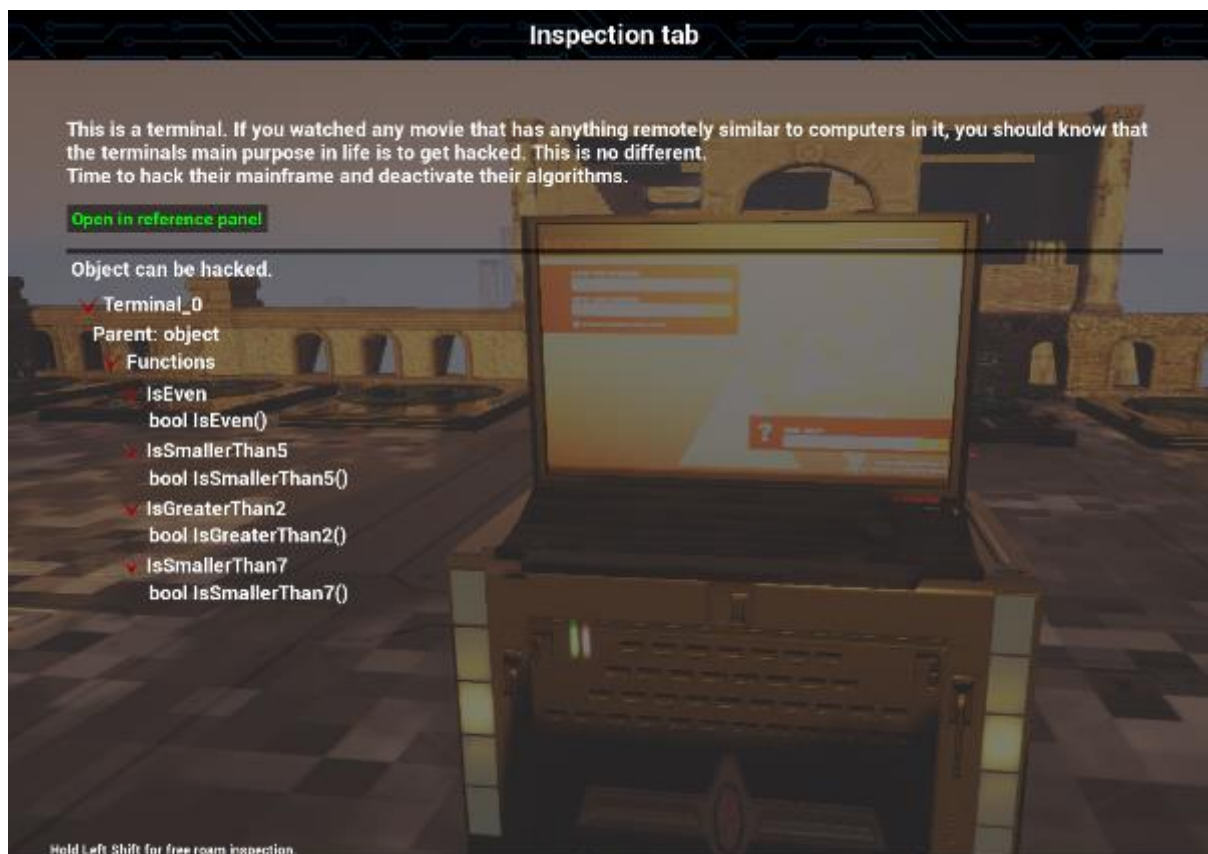 Inspection tab
This is a terminal. If you watched any movie that has anything remotely similar to computers in it, you should know that
the terminals main purpose in life is to get hacked. This is no different.
Time to hack their mainframe and deactivate their algorithms.
Open in reference panel
Object can be hacked.
Terminal_0
Parent: object
Functions
IsEven
bool IsEven()
IsSmallerThan5
bool IsSmallerThan5()
IsGreaterThan2
bool IsGreaterThan2()
IsSmallerThan7
bool IsSmallerThan7()
?
Hold Left Shift for free roam inspection.